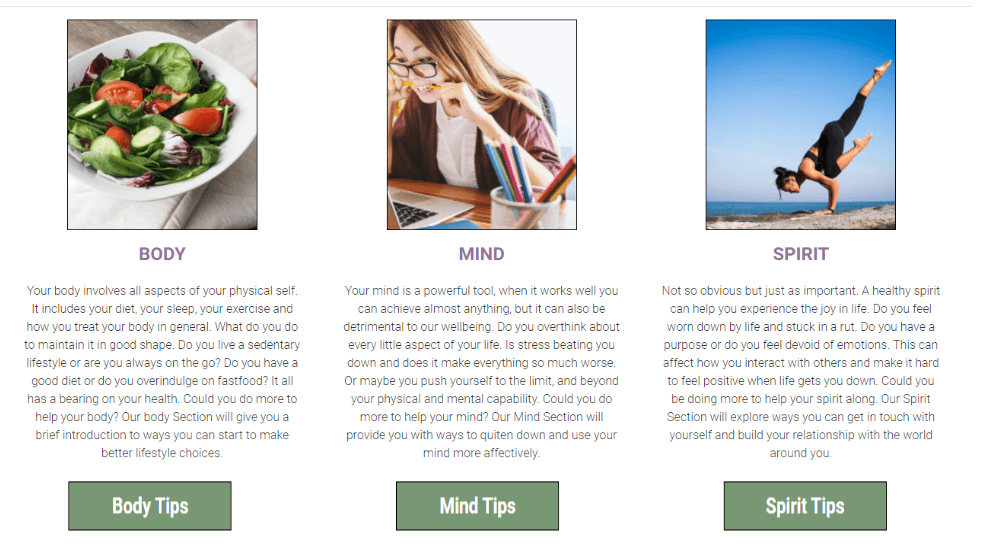 BODY
Your body involves all aspects of your physical self.
It includes your diet, your sleep, your exercise and
how you treat your body in general. What do you do
to maintain it in good shape. Do you live a sedentary
lifestyle or are you always on the go? Do you have a
good diet or do you overindulge on fastfood? It all
has a bearing on your health. Could you do more to
help your body? Our body Section will give you a
brief introduction to ways you can start to make
better lifestyle choices.
Body Tips
MIND
Your mind is a powerful tool, when it works well you
can achieve almost anything, but it can also be
detrimental to our wellbeing. Do you overthink about
every little aspect of your life. Is stress beating you
down and does it make everything so much worse.
Or maybe you push yourself to the limit, and beyond
your physical and mental capability. Could you do
more to help your mind? Our Mind Section will
provide you with ways to quiten down and use your
mind more affectively.
Mind Tips
SPIRIT
Not so obvious but just as important. A healthy spirit
can help you experience the joy in life. Do you feel
worn down by life and stuck in a rut. Do you have a
purpose or do you feel devoid of emotions. This can
affect how you interact with others and make it hard
to feel positive when life gets you down. Could you
be doing more to help your spirit along. Our Spirit
Section will explore ways you can get in touch with
yourself and build your relationship with the world
around you.
Spirit Tips